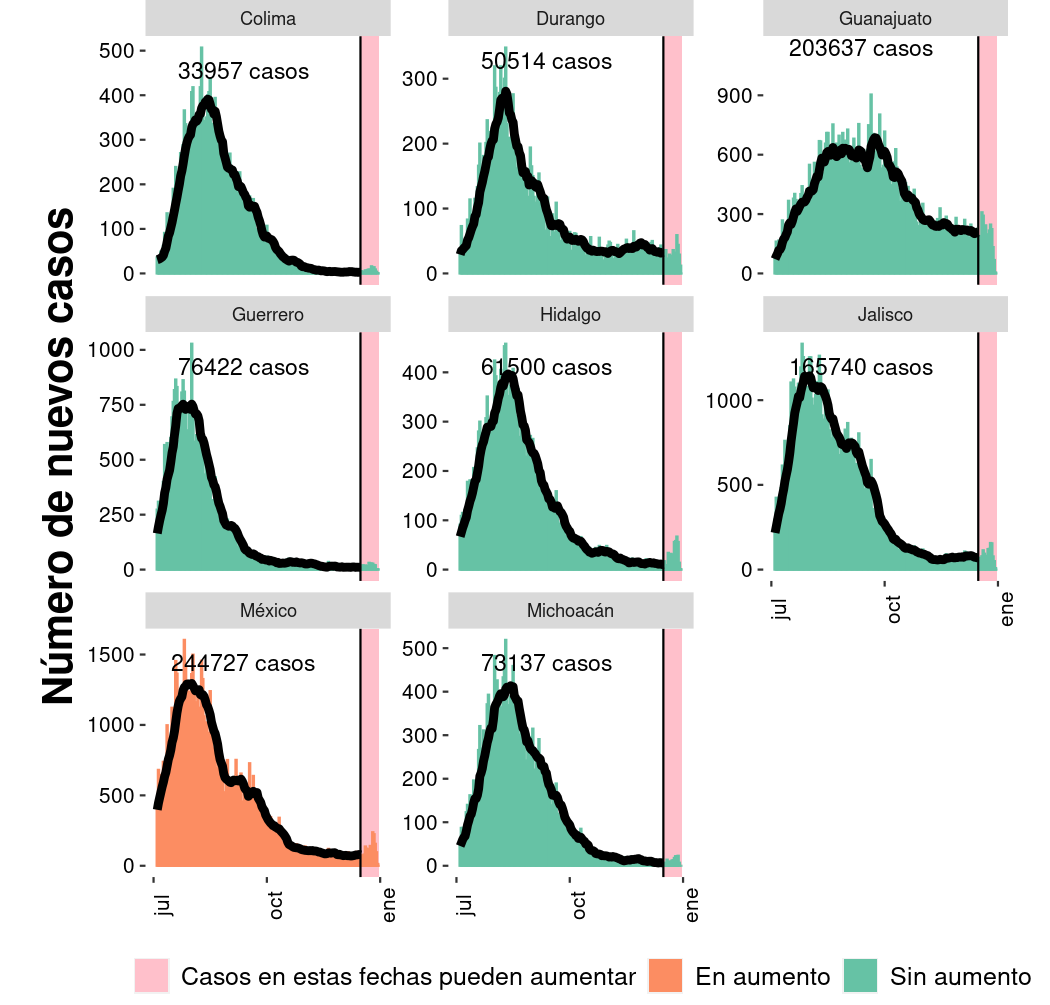 Número de nuevos casos
Colima
33957 casos
500
400
300
200
100
0
Durango
50514 casos
300
200
100
0
Guanajuato
203637 casos
900
600
300
0
Guerrero
76422 casos
1000
750
500
250
0
Hidalgo
61500 casos
400
300
200
100
0
Jalisco
165740 casos
1000
500
0
jul oct ene
México
244727 casos
1500
1000
500
0
jul oct ene
Michoacán
73137 casos
500
400
300
200
100
0
jul oct ene
Casos en estas fechas pueden aumentar En aumento Sin aumento